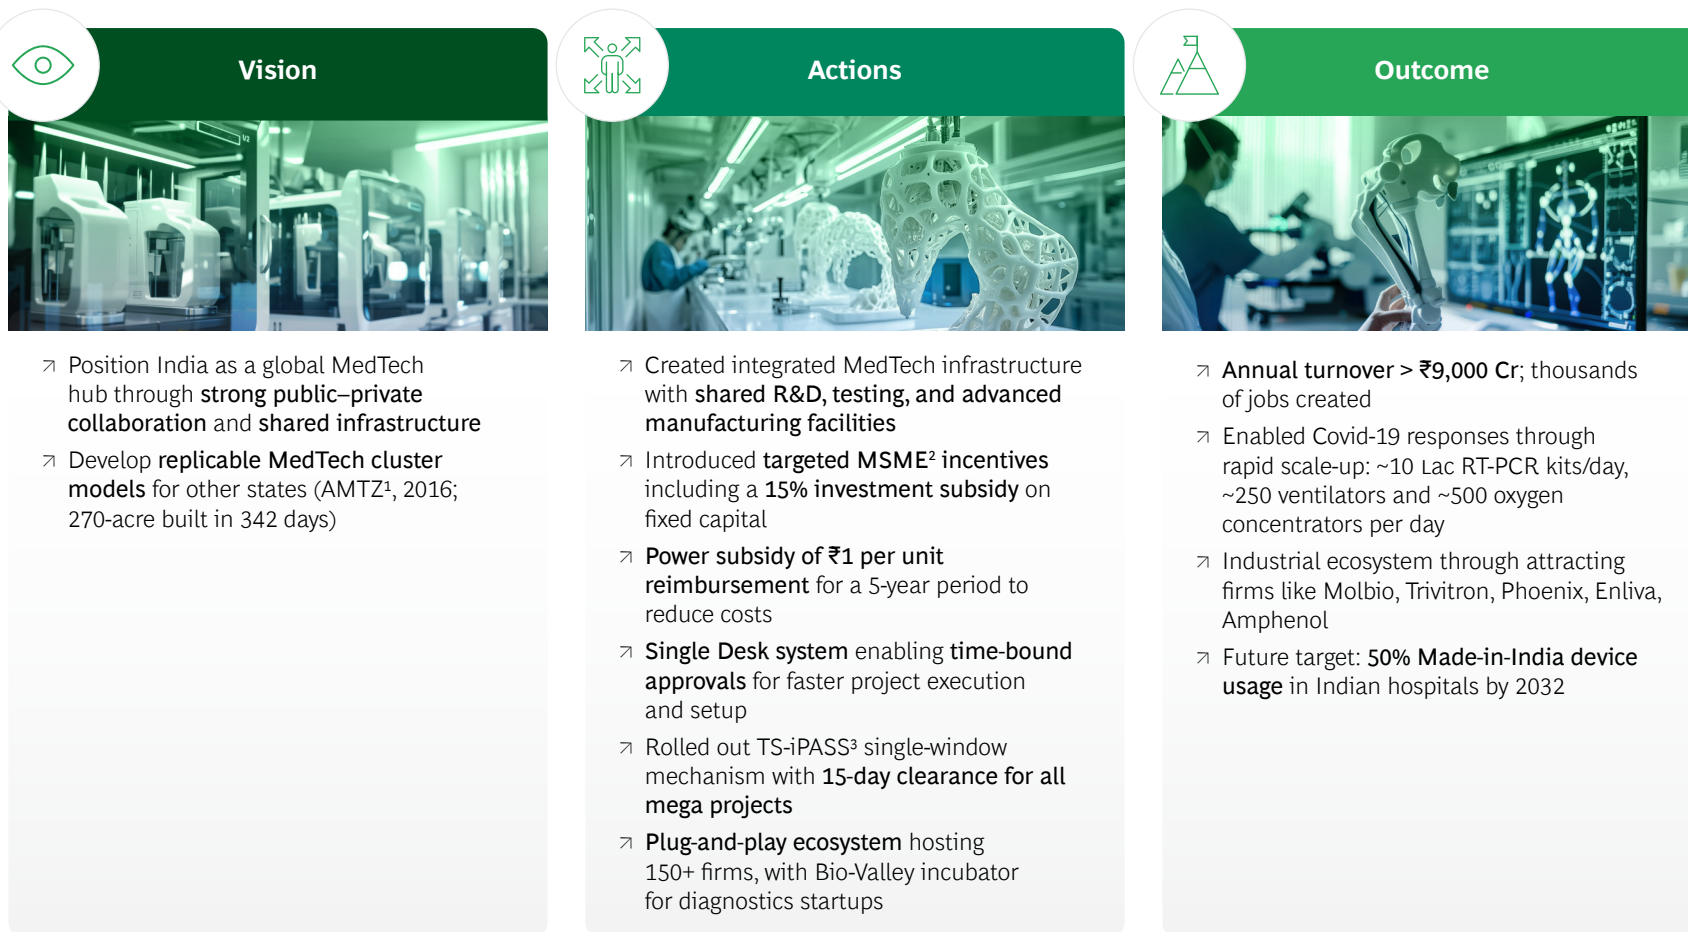 Vision
Position India as a global MedTech
hub through strong public–private
collaboration and shared infrastructure
Develop replicable MedTech cluster
models for other states (AMTZ¹, 2016;
270-acre built in 342 days)
Actions
Created integrated MedTech infrastructure
with shared R&D, testing, and advanced
manufacturing facilities
Introduced targeted MSME² incentives
including a 15% investment subsidy on
fixed capital
Power subsidy of ₹1 per unit
reimbursement for a 5-year period to
reduce costs
Single Desk system enabling time-bound
approvals for faster project execution
and setup
Rolled out TS-iPASS³ single-window
mechanism with 15-day clearance for all
mega projects
Plug-and-play ecosystem hosting
150+ firms, with Bio-Valley incubator
for diagnostics startups
Outcome
Annual turnover > ₹9,000 Cr; thousands
of jobs created
Enabled Covid-19 responses through
rapid scale-up: ~10 Lac RT-PCR kits/day,
~250 ventilators and ~500 oxygen
concentrators per day
Industrial ecosystem through attracting
firms like Molbio, Trivitron, Phoenix, Enliva,
Amphenol
Future target: 50% Made-in-India device
usage in Indian hospitals by 2032